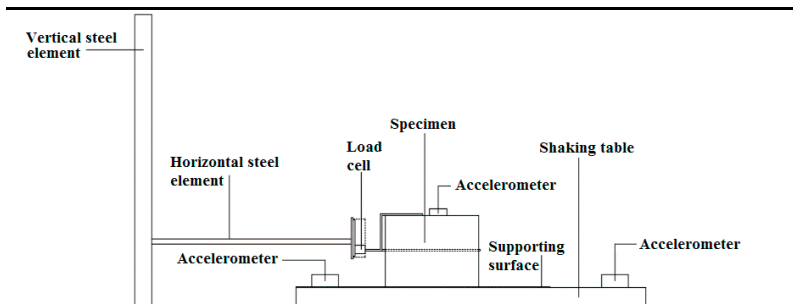 Vertical steel
element
Specimen
Load
cell
Shaking table
Horizontal steel
element
Accelerometer
Supporting
surface
Accelerometer
Accelerometer